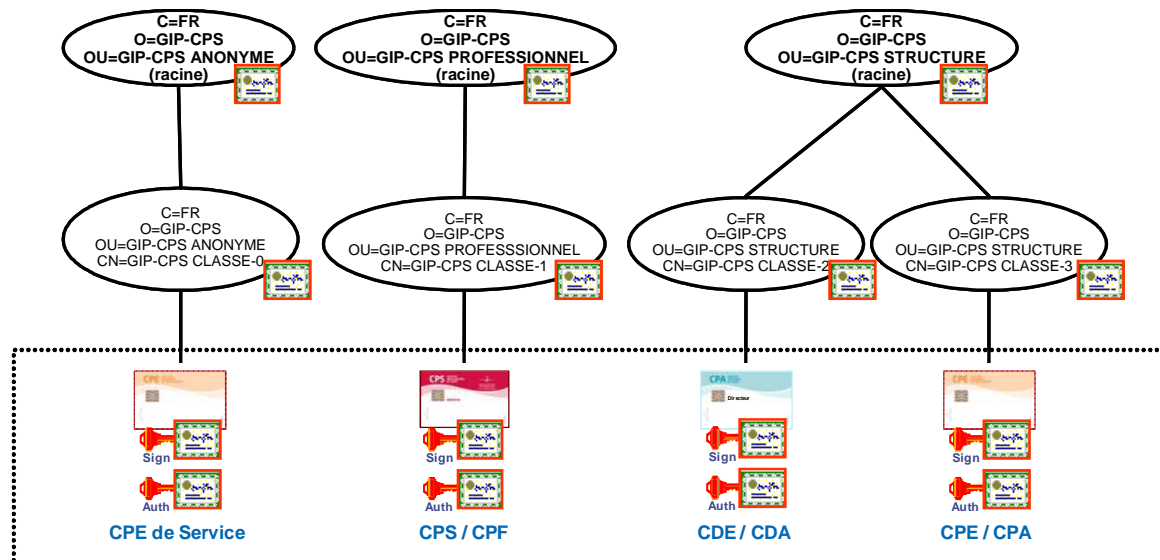 C=FR
O=GIP-CPS
OU=GIP-CPS ANONYME
(racine)
C=FR
O=GIP-CPS
OU=GIP-CPS PROFESSIONNEL
(racine)
C=FR
O=GIP-CPS
OU=GIP-CPS STRUCTURE
(racine)
C=FR
O=GIP-CPS
OU=GIP-CPS ANONYME
CN=GIP-CPS CLASSE-0
C=FR
O=GIP-CPS
OU=GIP-CPS PROFESSSIONNEL
CN=GIP-CPS CLASSE-1
C=FR
O=GIP-CPS
OU=GIP-CPS STRUCTURE
CN=GIP-CPS CLASSE-2
C=FR
O=GIP-CPS
OU=GIP-CPS STRUCTURE
CN=GIP-CPS CLASSE-3
CPE
Sign
Auth
CPE de Service
CPS
Sign
Auth
CPS / CPF
CPA
Directeur
Sign
Auth
CDE / CDA
CPE
Sign
Auth
CPE / CPA